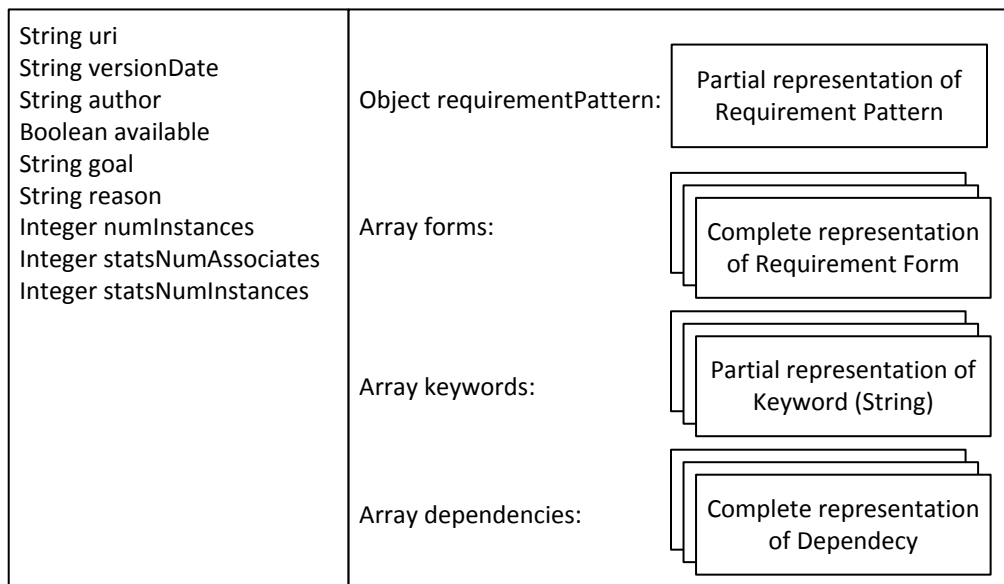 String uri
String versionDate
String author
Boolean available
String goal
String reason
Integer numInstances
Integer statsNumAssociates
Integer statsNumInstances
Object requirementPattern:
Partial representation of
Requirement Pattern
Array forms:
Complete representation
of Requirement Form
Array keywords:
Partial representation of
Keyword (String)
Array dependencies:
Complete representation
of Dependecy